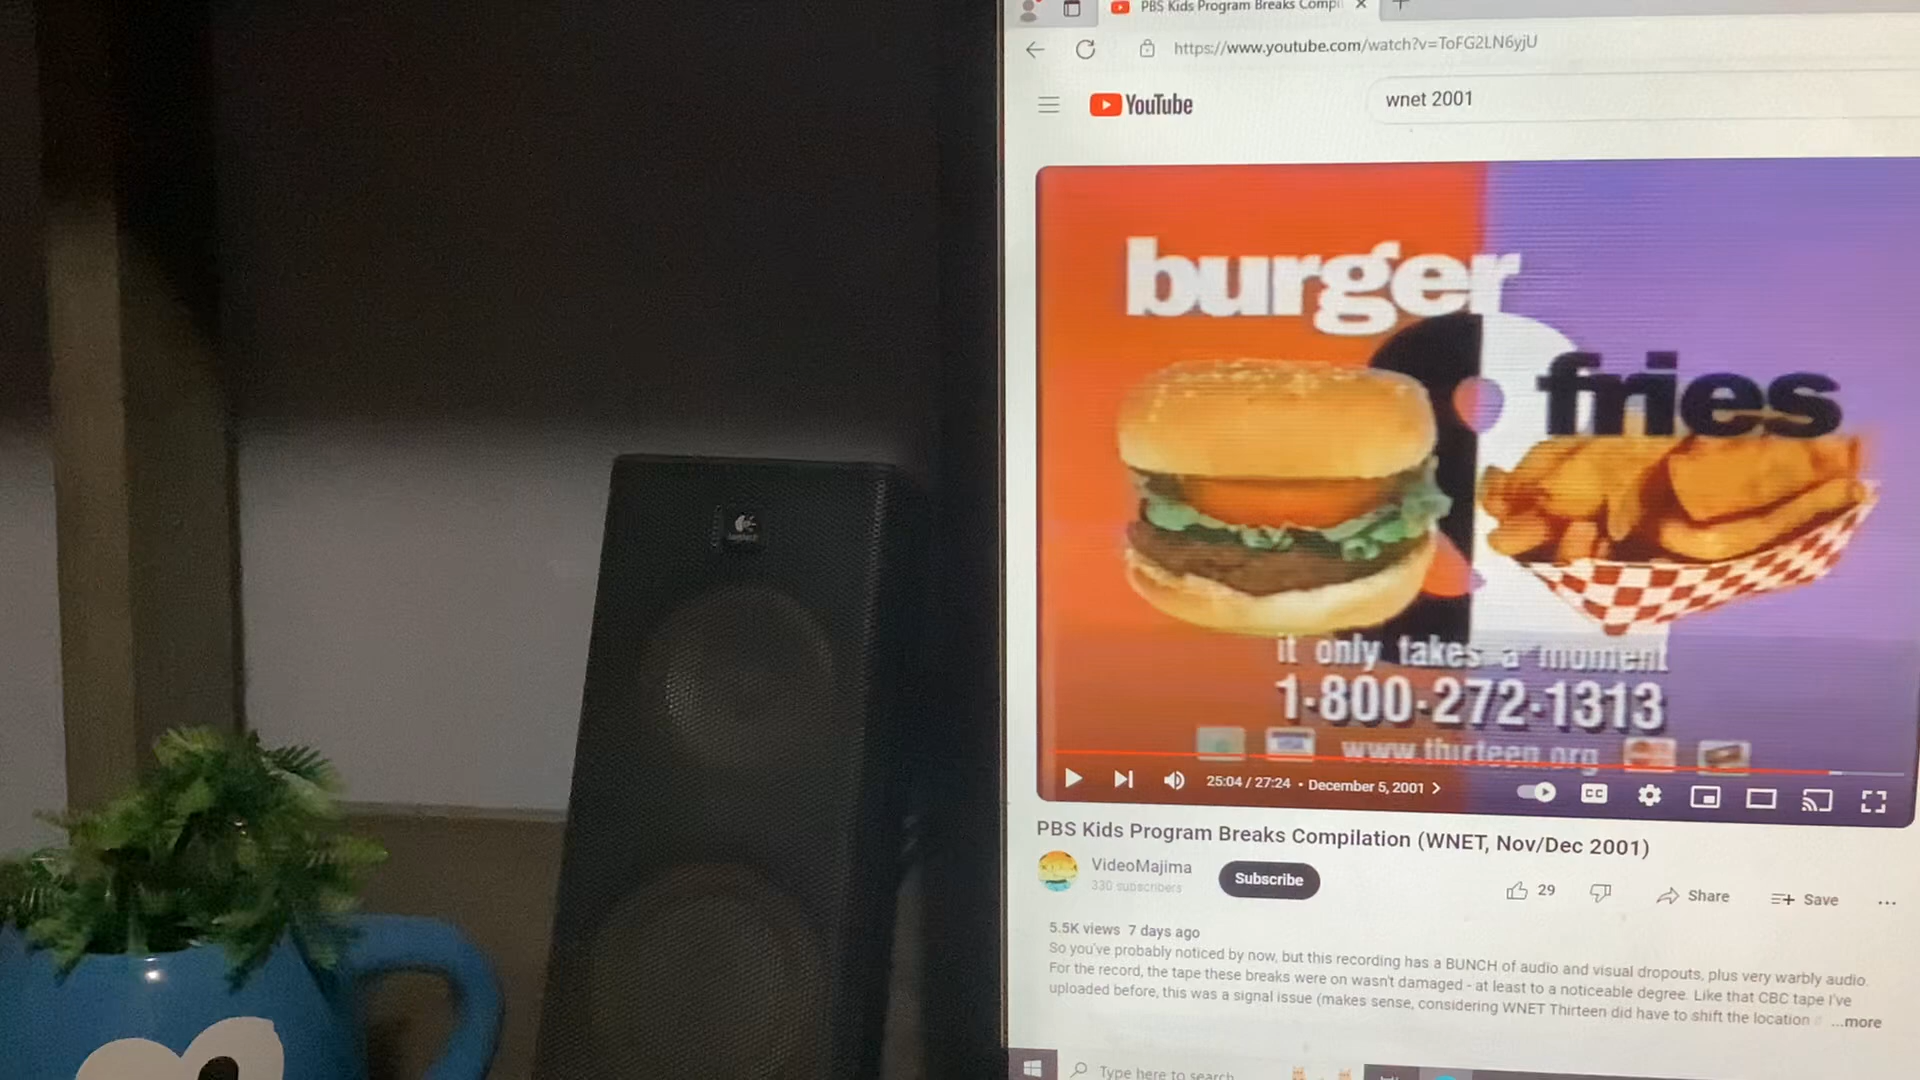 PBS Kids Program Breaks Compi
https://www.youtube.com/watch?v=ToFG2LN6yjU
YouTube
wnet 2001
burger
fries
it only takes a moment
1-800-272-1313
www.thirteen.org
25:04 / 27:24 • December 5, 2001
CC
PBS Kids Program Breaks Compilation (WNET, Nov/Dec 2001)
VideoMajima
330 subscribers
Subscribe
29
Share
Save
5.5K views 7 days ago
So you've probably noticed by now, but this recording has a BUNCH of audio and visual dropouts, plus very warbly audio.
For the record, the tape these breaks were on wasn't damaged - at least to a noticeable degree. Like that CBC tape I've
uploaded before, this was a signal issue (makes sense, considering WNET Thirteen did have to shift the location
...more
Type here to search
Logitech